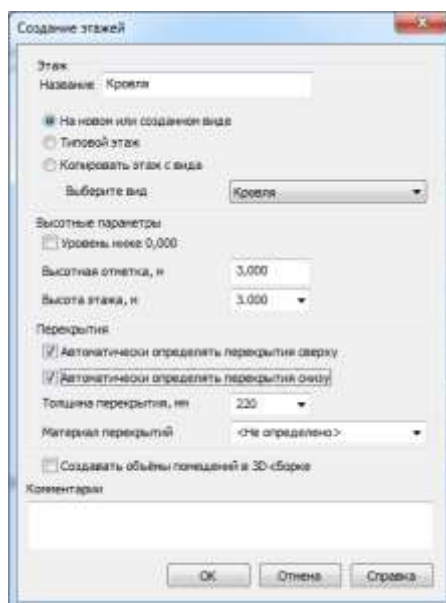 Создание этажей
Этаж
Название Кровля
На новом или созданном виде
Типовой этаж
Копировать этаж с вида
Выберите вид Кровля
Высотные параметры
Уровень ниже 0,000
Высотная отметка, м 3,000
Высота этажа, м 3.000
Перекрытия
Автоматически определять перекрытия сверху
Автоматически определять перекрытия снизу
Толщина перекрытия, мм 220
Материал перекрытий <Не определено>
Создавать объёмы помещений в 3D-сборке
Комментарии
ОК Отмена Справка